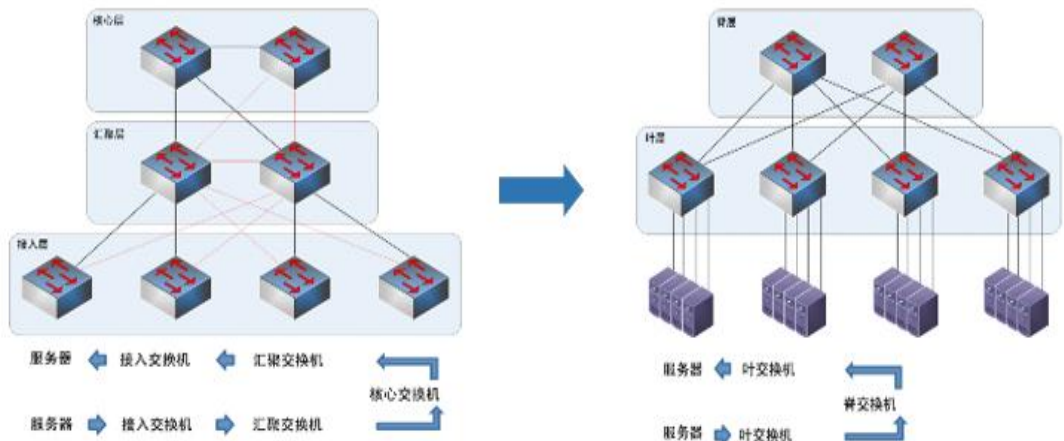 核心层
脊层
汇聚层
叶层
接入层
服务器 接入交换机 汇聚交换机
核心交换机
服务器 接入交换机 汇聚交换机
服务器 叶交换机
脊交换机
服务器 叶交换机